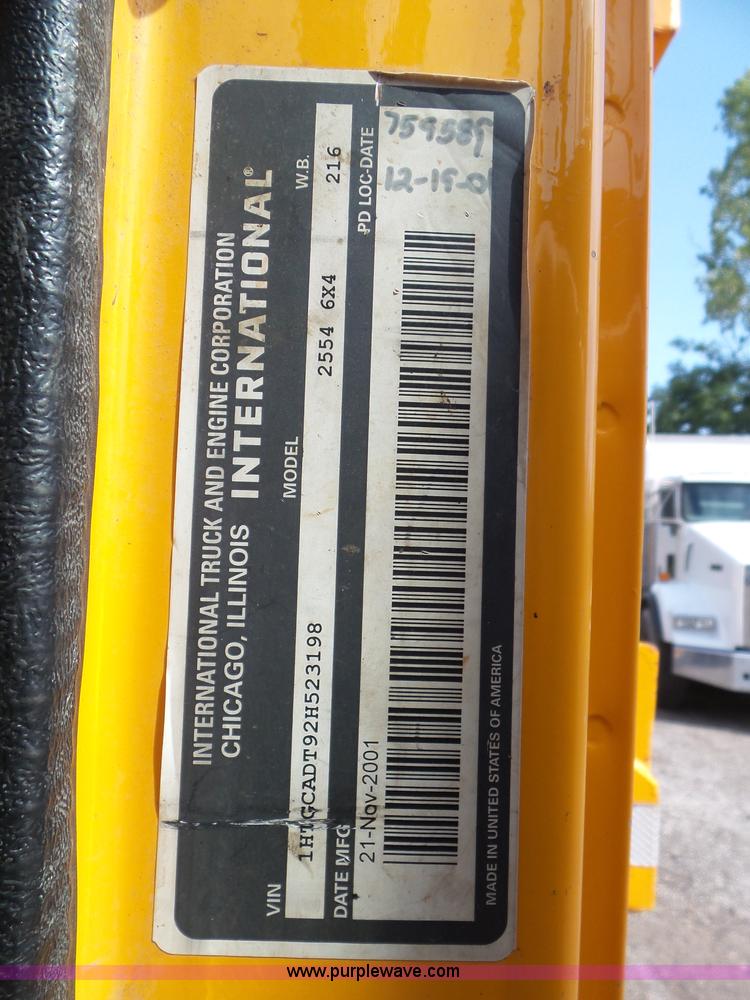 INTERNATIONAL TRUCK AND ENGINE CORPORATION
CHICAGO, ILLINOIS INTERNATIONAL®
VIN MODEL W.B.
1HTGCADT92H523198 2554 6X4 216
DATE MFG PD LOC-DATE
21-Nov-2001
759589
12-15-01
MADE IN UNITED STATES OF AMERICA
www.purplewave.com